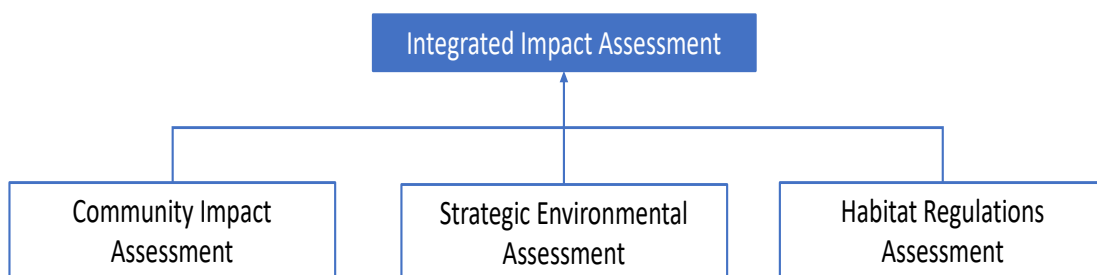 Integrated Impact Assessment
Community Impact
Assessment
Strategic Environmental
Assessment
Habitat Regulations
Assessment